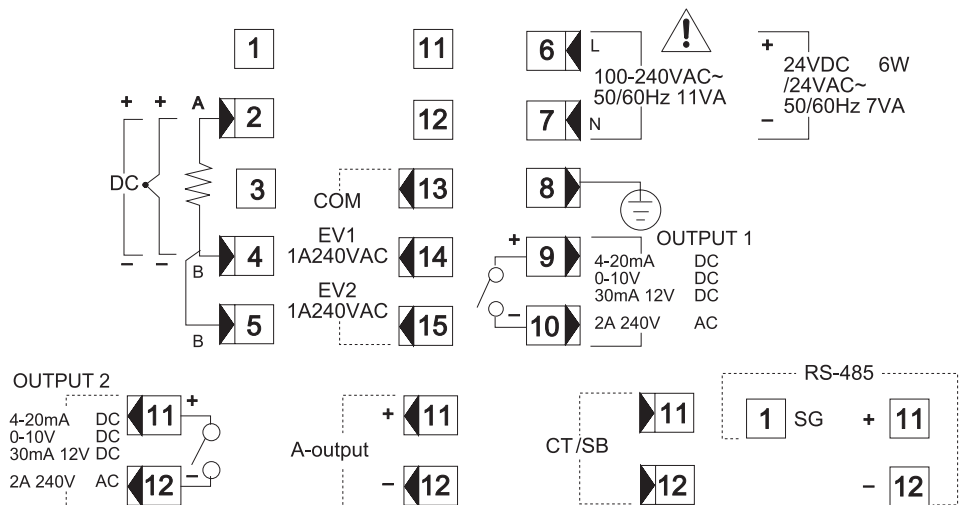 1
11
6
L
100-240VAC~
50/60Hz 11VA
+
24VDC 6W
/24VAC~
50/60Hz 7VA
−
+ + A
2
12
7
N
DC
3
COM
13
8
− −
4
B
EV1
1A240VAC
14
+
9
OUTPUT 1
4-20mA DC
0-10V DC
30mA 12V DC
2A 240V AC
5
B
EV2
1A240VAC
15
−
10
OUTPUT 2
4-20mA DC
0-10V DC
30mA 12V DC
2A 240V AC
11
+
12
−
A-output
+ 11
− 12
CT/SB
11
12
RS-485
1 SG
+ 11
− 12